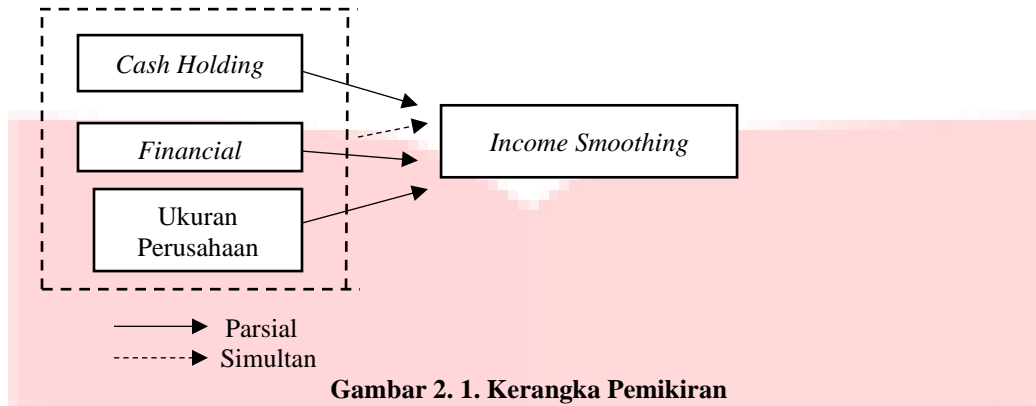 Cash Holding
Financial
Income Smoothing
Ukuran
Perusahaan
Parsial
Simultan
Gambar 2. 1. Kerangka Pemikiran